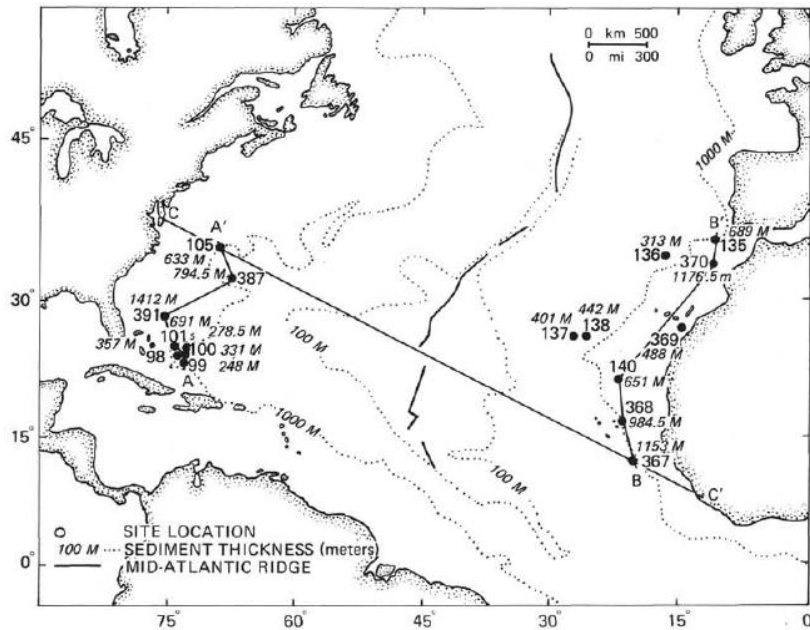 0 km 500
0 mi 300
45°
30°
15°
0°
75°
60°
45°
30°
15°
0
C
A'
105
633 M
794.5 M
387
1412 M
391
691 M
278.5 M
357 M
101
98
100
331 M
99
248 M
A
1000 M
100 M
100 M
1000 M
B'
689 M
135
313 M
136
370
1176.5 m
401 M
442 M
137
138
369
488 M
140
651 M
368
984.5 M
1153 M
367
B
C'
SITE LOCATION
100 M SEDIMENT THICKNESS (meters)
MID-ATLANTIC RIDGE